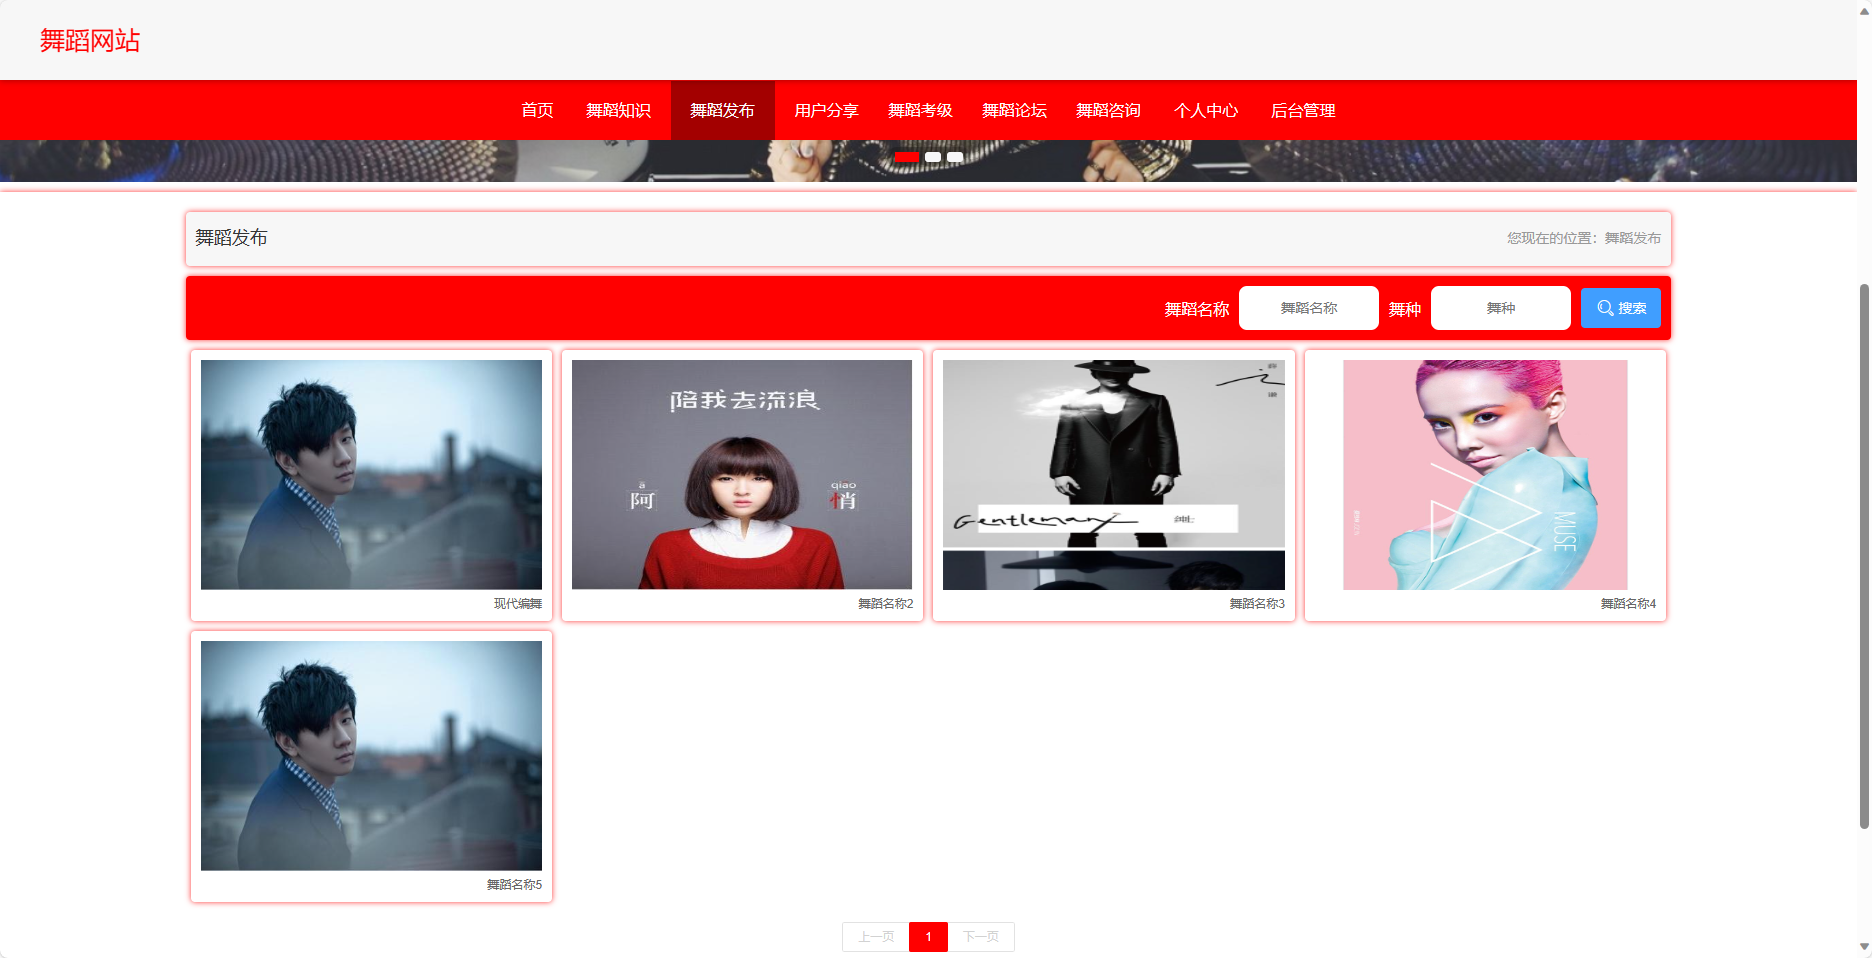 舞蹈网站
首页 舞蹈知识 舞蹈发布 用户分享 舞蹈考级 舞蹈论坛 舞蹈咨询 个人中心 后台管理
舞蹈发布
您现在的位置：舞蹈发布
舞蹈名称 舞蹈名称 舞种 舞种 搜索
陪我去流浪
ā qiao
阿 悄
Gentleman 绅士
MUSE
现代编舞
舞蹈名称2
舞蹈名称3
舞蹈名称4
舞蹈名称5
上一页 1 下一页